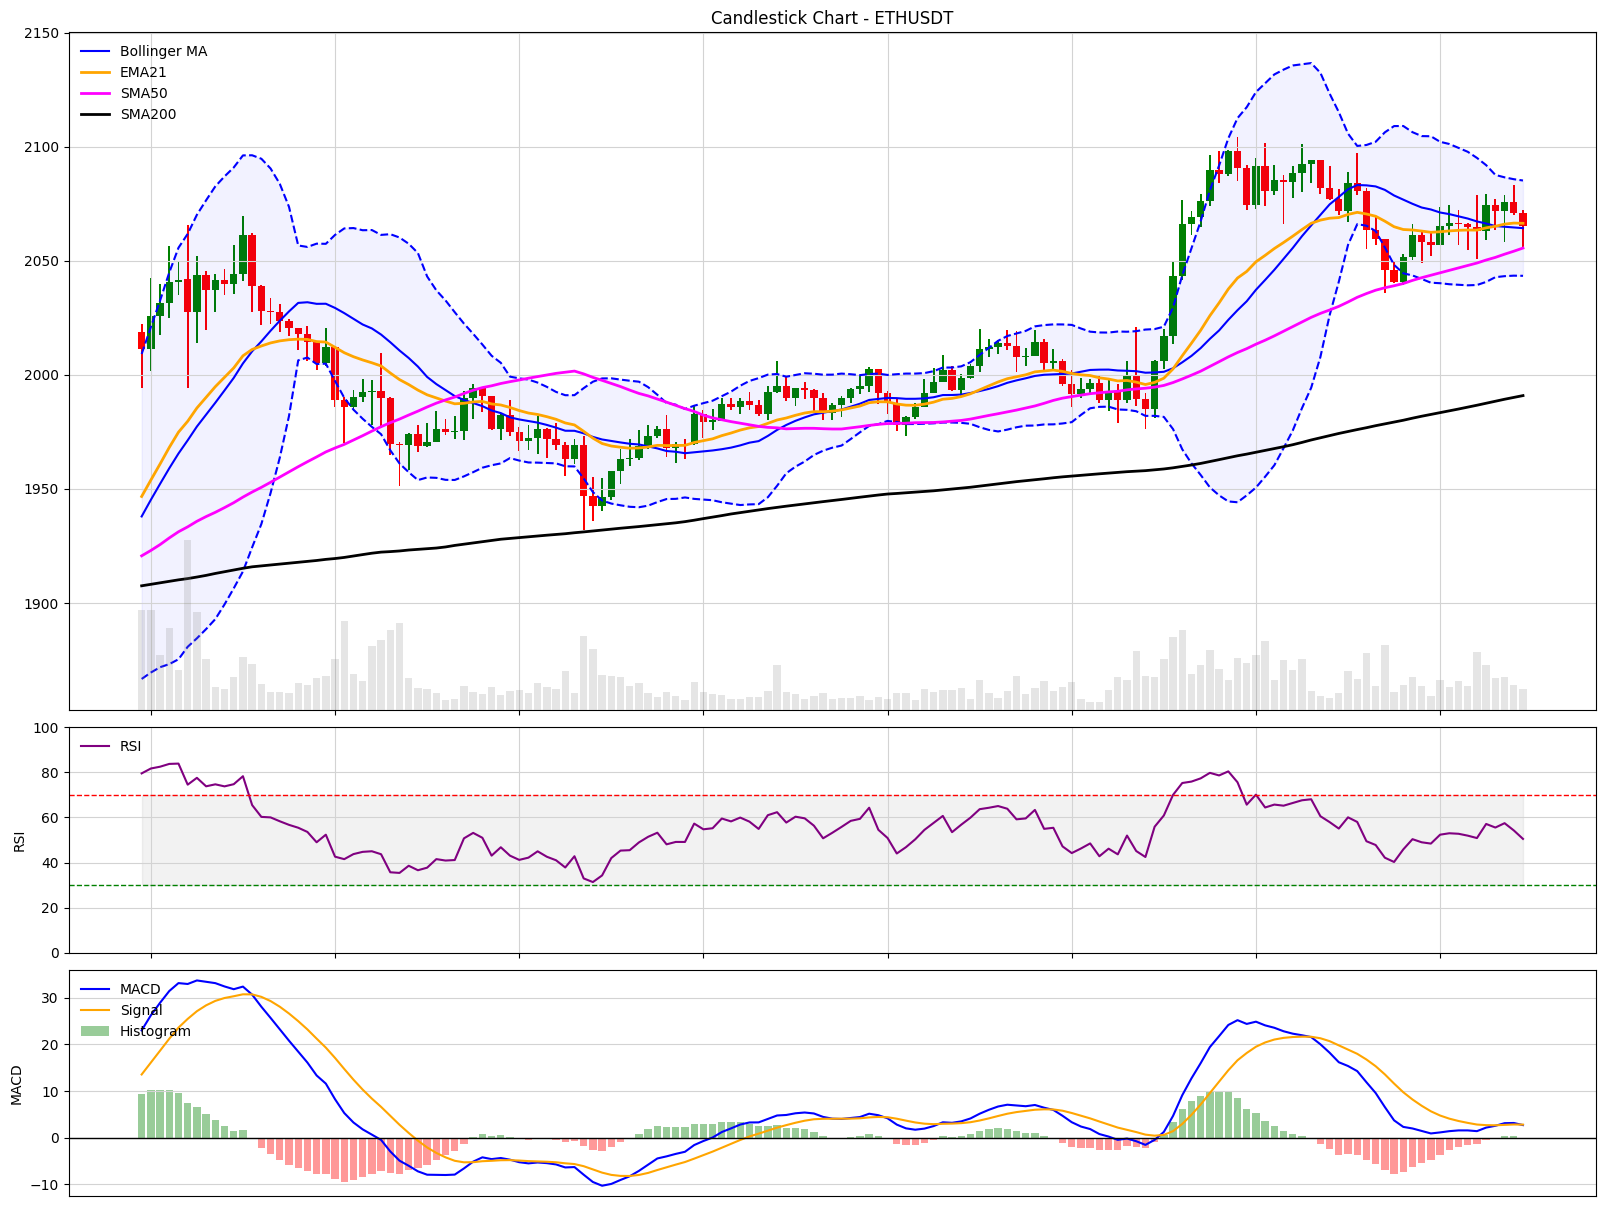 Candlestick Chart - ETHUSDT
2150
2100
2050
2000
1950
1900
Bollinger MA
EMA21
SMA50
SMA200
100
80
60
40
20
0
RSI
RSI
30
20
10
0
−10
MACD
MACD
Signal
Histogram